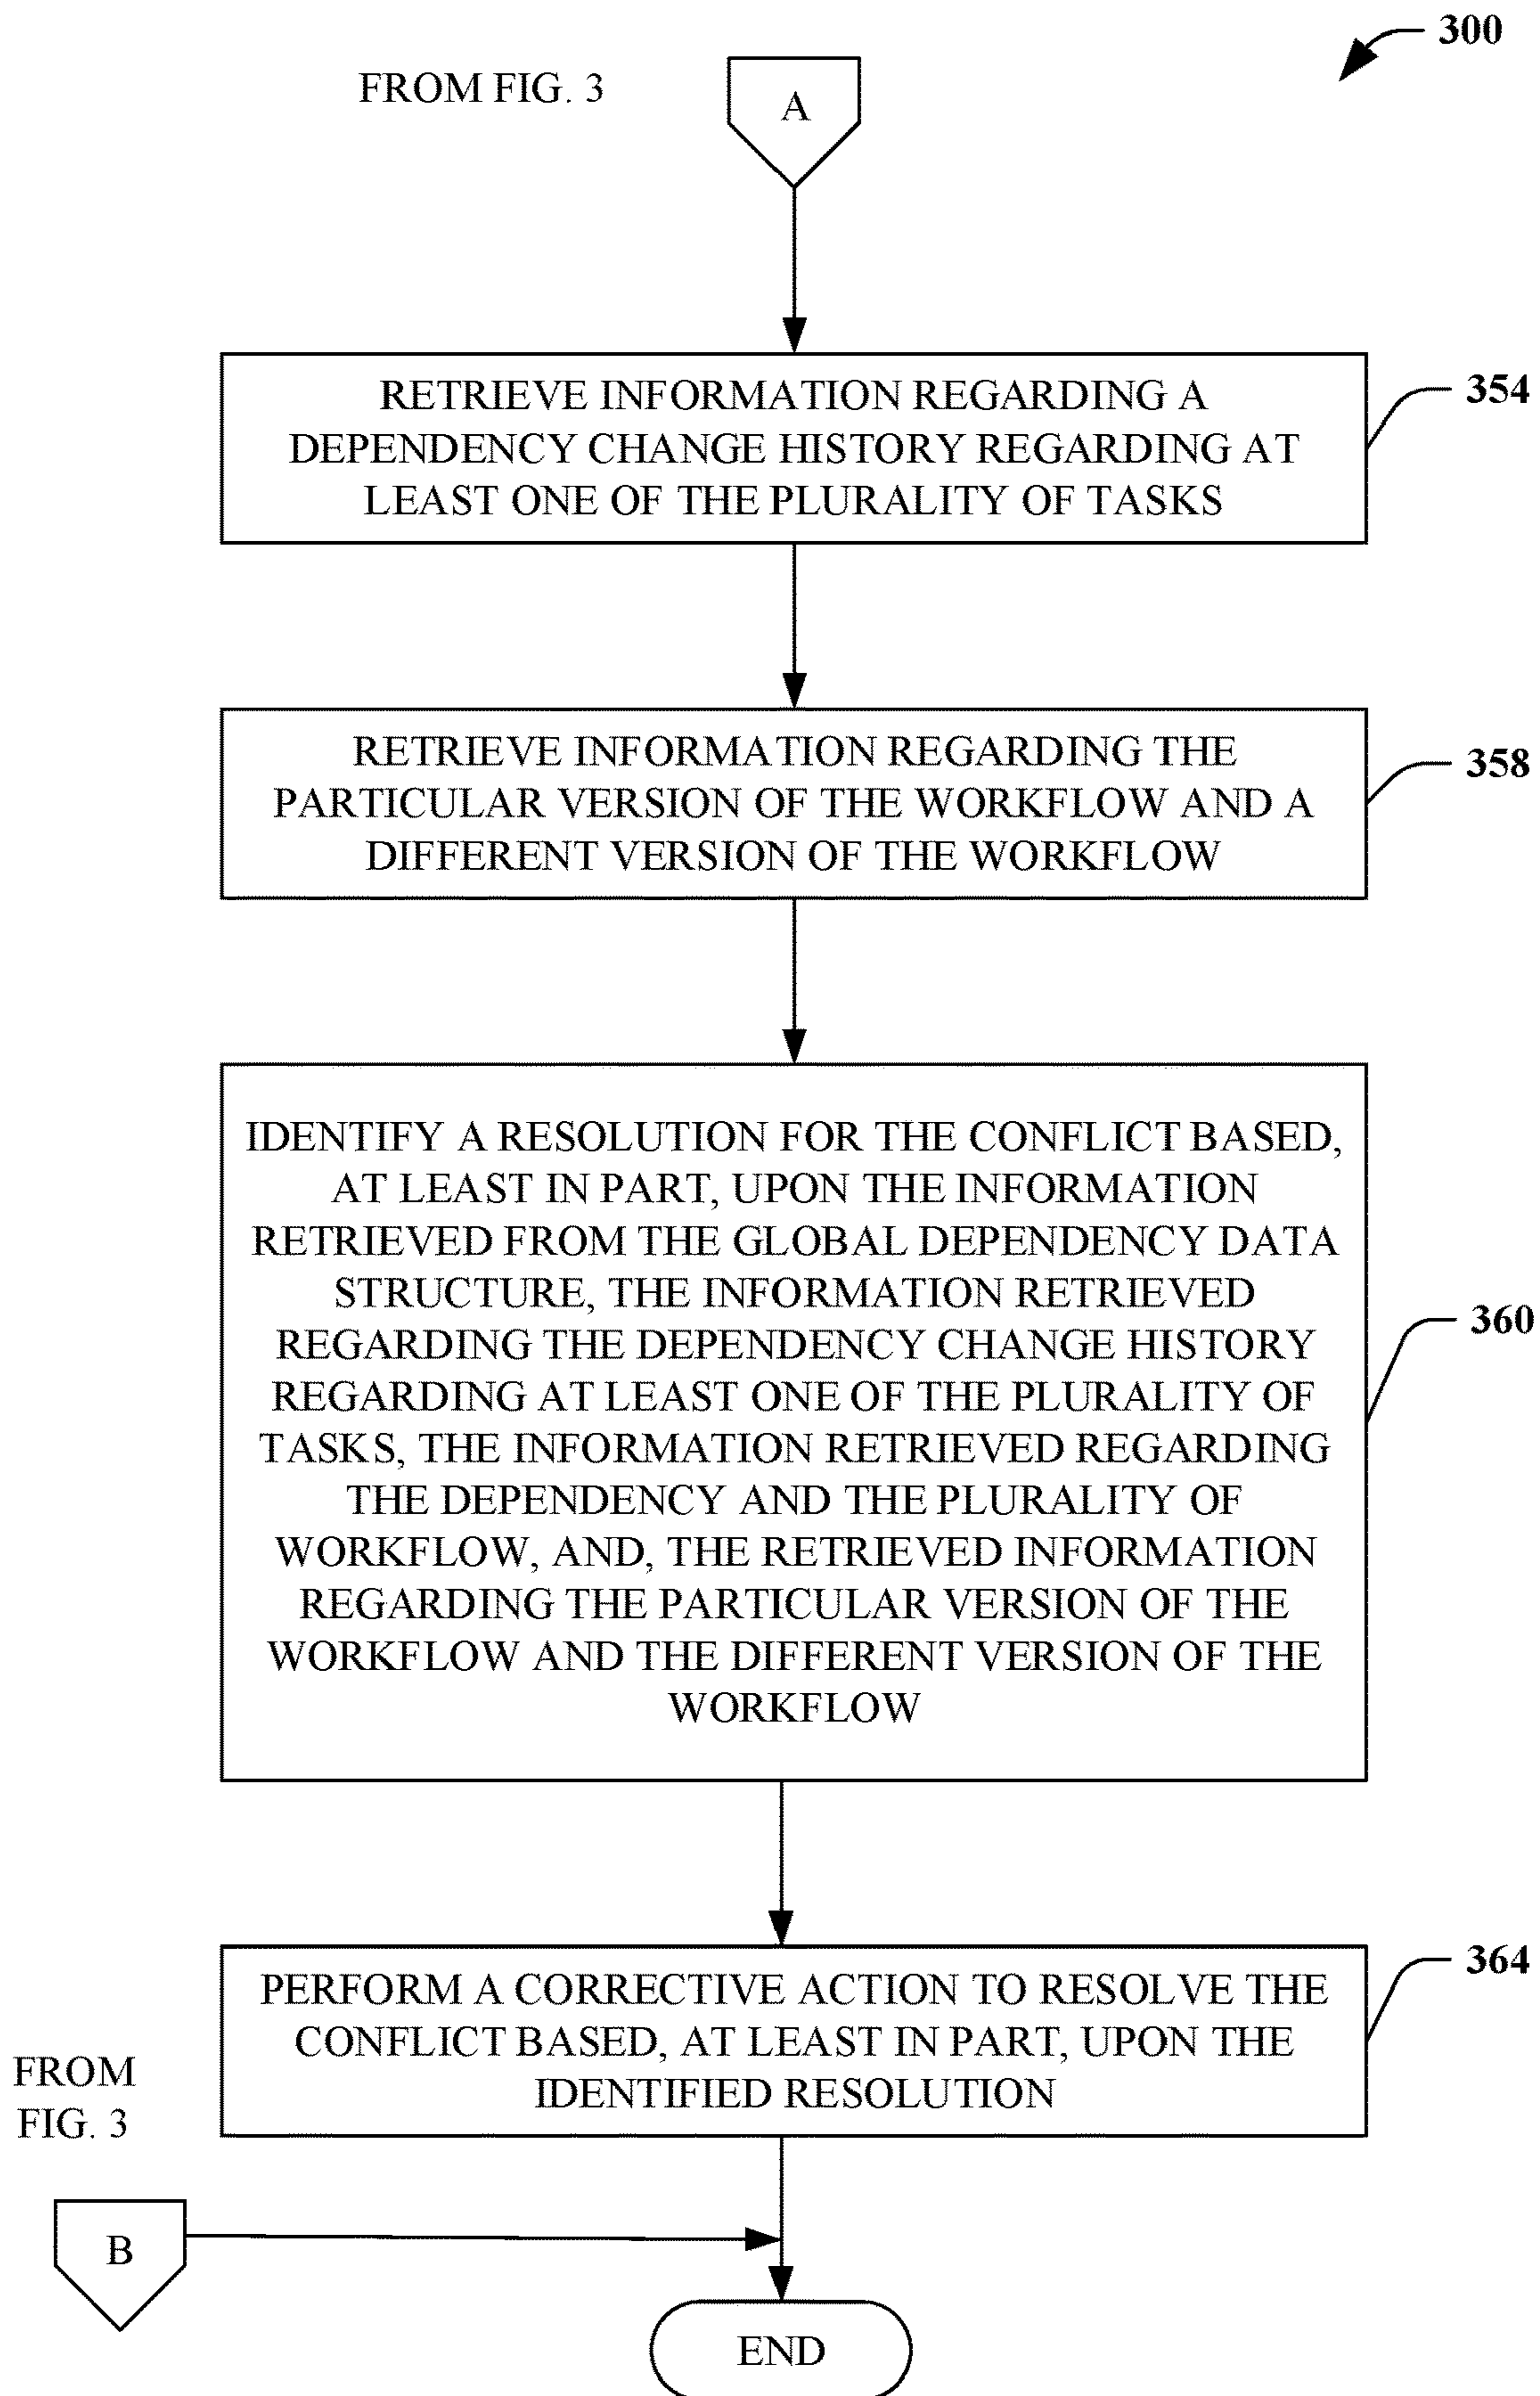 300
FROM FIG. 3
A
RETRIEVE INFORMATION REGARDING A
DEPENDENCY CHANGE HISTORY REGARDING AT
LEAST ONE OF THE PLURALITY OF TASKS
354
RETRIEVE INFORMATION REGARDING THE
PARTICULAR VERSION OF THE WORKFLOW AND A
DIFFERENT VERSION OF THE WORKFLOW
358
IDENTIFY A RESOLUTION FOR THE CONFLICT BASED,
AT LEAST IN PART, UPON THE INFORMATION
RETRIEVED FROM THE GLOBAL DEPENDENCY DATA
STRUCTURE, THE INFORMATION RETRIEVED
REGARDING THE DEPENDENCY CHANGE HISTORY
REGARDING AT LEAST ONE OF THE PLURALITY OF
TASKS, THE INFORMATION RETRIEVED REGARDING
THE DEPENDENCY AND THE PLURALITY OF
WORKFLOW, AND, THE RETRIEVED INFORMATION
REGARDING THE PARTICULAR VERSION OF THE
WORKFLOW AND THE DIFFERENT VERSION OF THE
WORKFLOW
360
PERFORM A CORRECTIVE ACTION TO RESOLVE THE
CONFLICT BASED, AT LEAST IN PART, UPON THE
IDENTIFIED RESOLUTION
364
FROM
FIG. 3
B
END